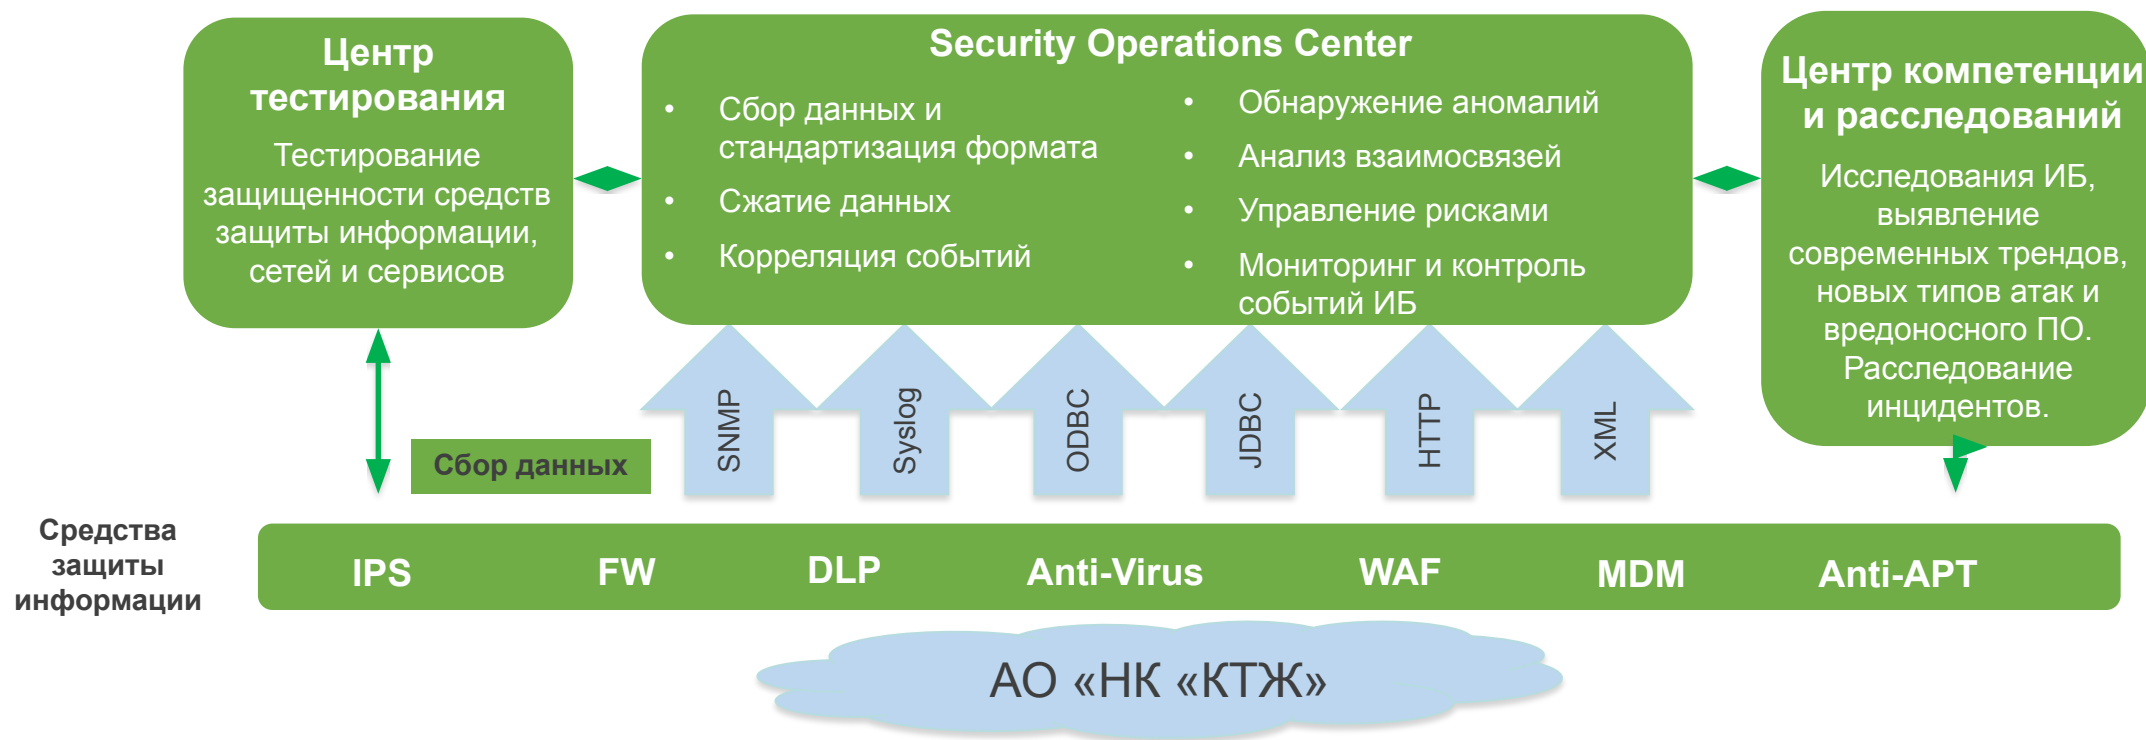 Центр
тестирования
Тестирование
защищенности средств
защиты информации,
сетей и сервисов
Security Operations Center
• Сбор данных и
стандартизация формата
• Сжатие данных
• Корреляция событий
• Обнаружение аномалий
• Анализ взаимосвязей
• Управление рисками
• Мониторинг и контроль
событий ИБ
Центр компетенции
и расследований
Исследования ИБ,
выявление
современных трендов,
новых типов атак и
вредоносного ПО.
Расследование
инцидентов.
Сбор данных
SNMP
Syslog
ODBC
JDBC
HTTP
XML
Средства
защиты
информации
IPS FW DLP Anti-Virus WAF MDM Anti-APT
АО «НК «КТЖ»